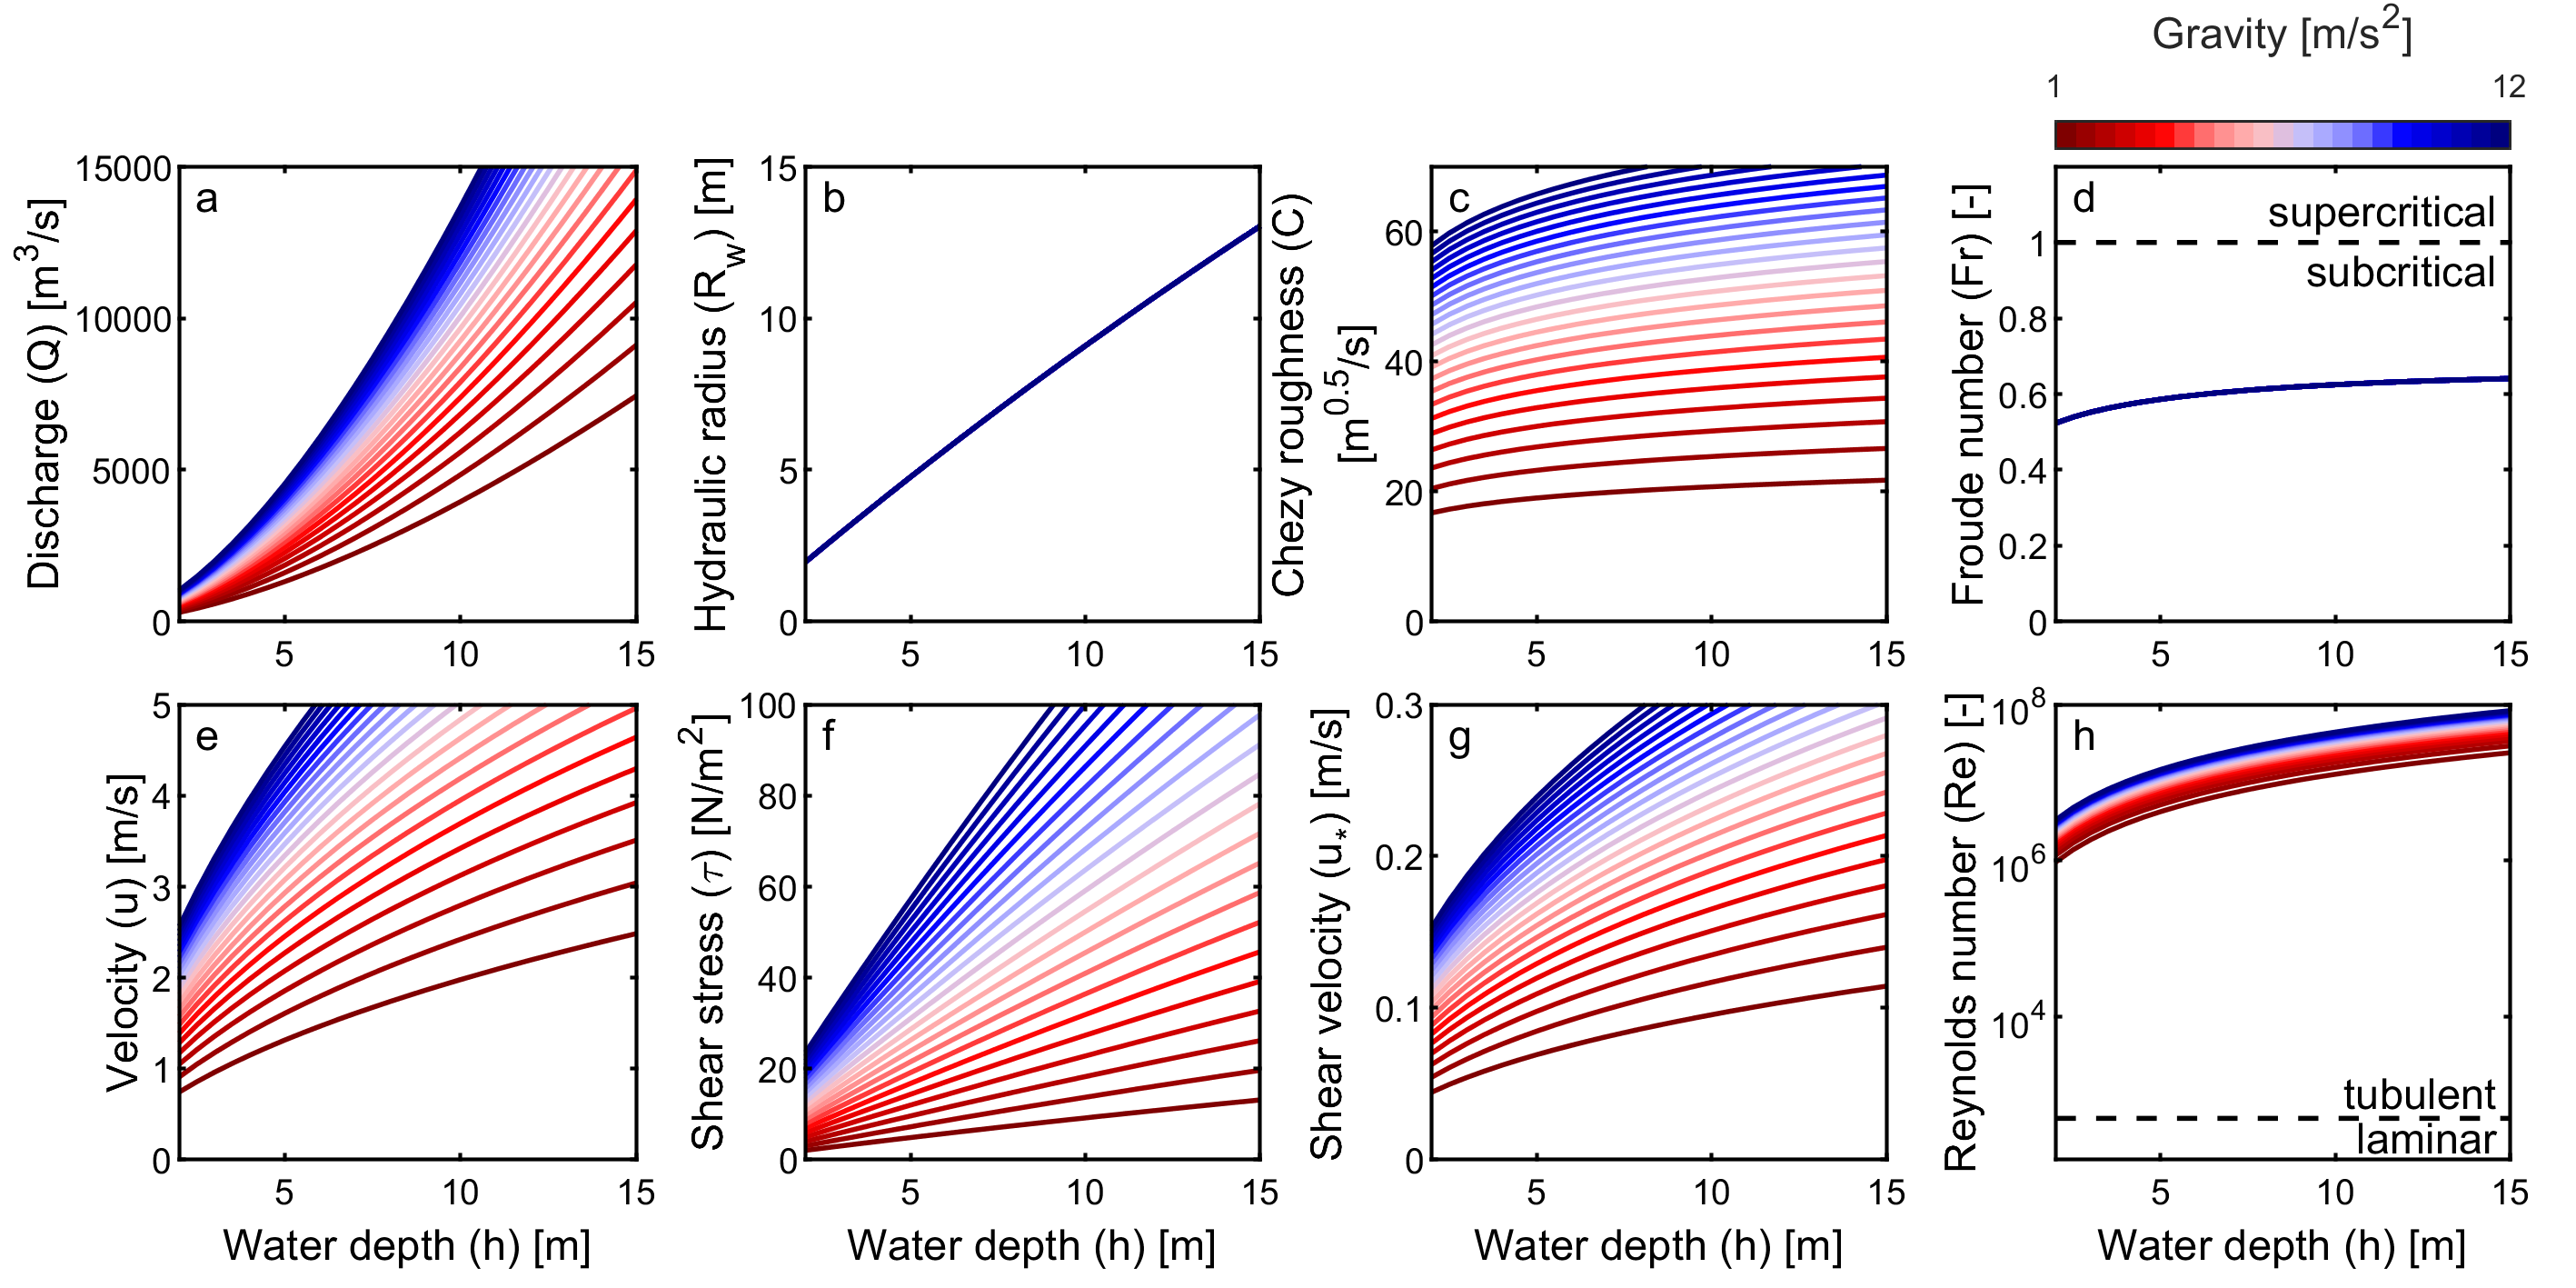 Gravity [m/s2]
1 12
Discharge (Q) [m3/s]
15000
10000
5000
0
5 10 15
a
Hydraulic radius (Rw) [m]
15
10
5
0
5 10 15
b
Chezy roughness (C)
[m0.5/s]
60
40
20
0
5 10 15
c
Froude number (Fr) [-]
1
0.8
0.6
0.4
0.2
0
5 10 15
d
supercritical
subcritical
Velocity (u) [m/s]
5
4
3
2
1
0
5 10 15
e
Water depth (h) [m]
Shear stress (τ) [N/m2]
100
80
60
40
20
0
5 10 15
f
Water depth (h) [m]
Shear velocity (u*) [m/s]
0.3
0.2
0.1
0
5 10 15
g
Water depth (h) [m]
Reynolds number (Re) [-]
108
106
104
5 10 15
h
tubulent
laminar
Water depth (h) [m]